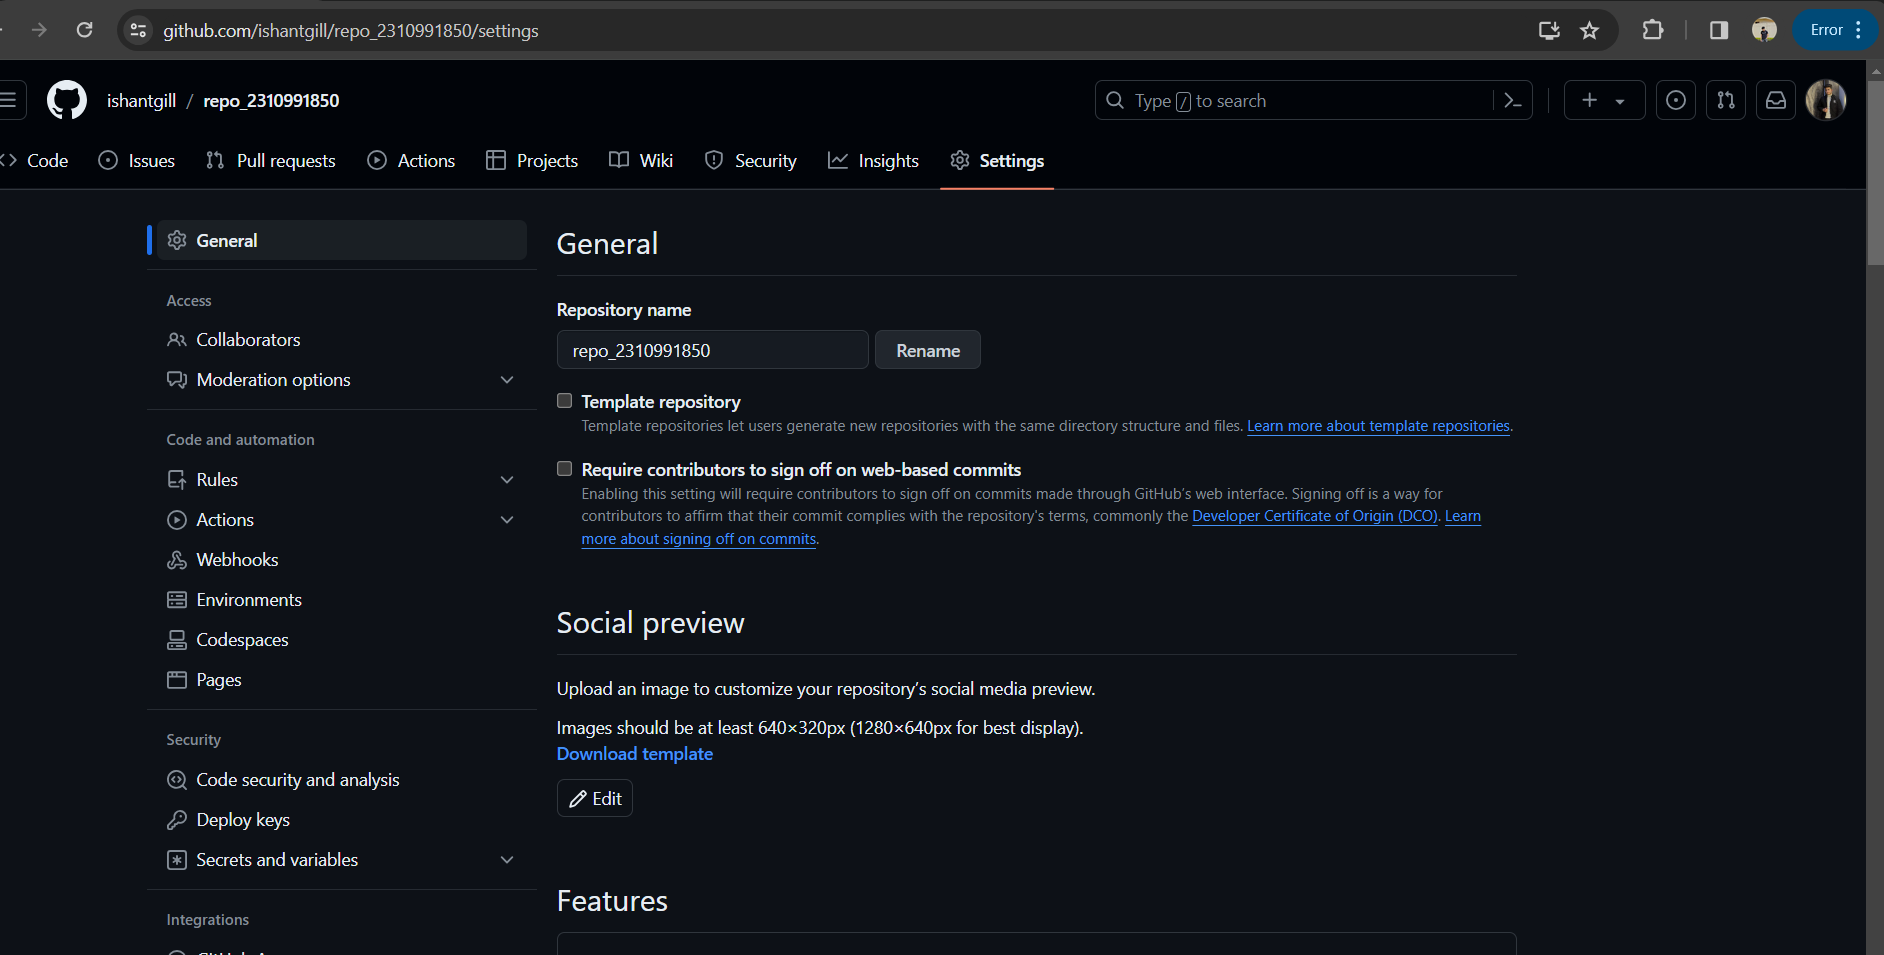 github.com/ishantgill/repo_2310991850/settings
Error
ishantgill / repo_2310991850
Type / to search
Code
Issues
Pull requests
Actions
Projects
Wiki
Security
Insights
Settings
General
Access
Collaborators
Moderation options
Code and automation
Rules
Actions
Webhooks
Environments
Codespaces
Pages
Security
Code security and analysis
Deploy keys
Secrets and variables
Integrations
General
Repository name
repo_2310991850
Rename
Template repository
Template repositories let users generate new repositories with the same directory structure and files. Learn more about template repositories.
Require contributors to sign off on web-based commits
Enabling this setting will require contributors to sign off on commits made through GitHub's web interface. Signing off is a way for
contributors to affirm that their commit complies with the repository's terms, commonly the Developer Certificate of Origin (DCO). Learn
more about signing off on commits.
Social preview
Upload an image to customize your repository's social media preview.
Images should be at least 640×320px (1280×640px for best display).
Download template
Edit
Features